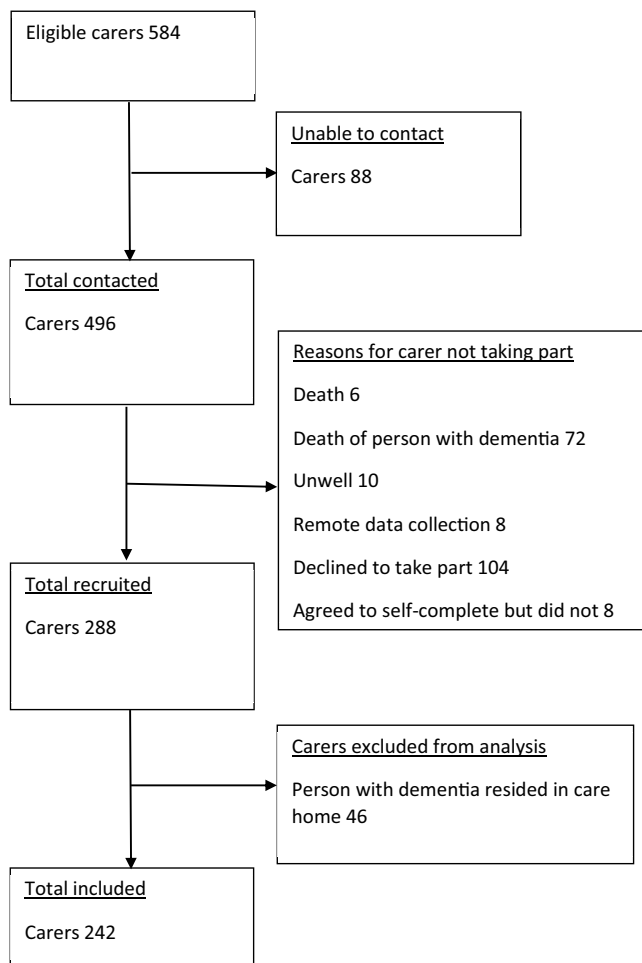 Eligible carers 584
Unable to contact
Carers 88
Total contacted
Carers 496
Reasons for carer not taking part
Death 6
Death of person with dementia 72
Unwell 10
Remote data collection 8
Declined to take part 104
Agreed to self-complete but did not 8
Total recruited
Carers 288
Carers excluded from analysis
Person with dementia resided in care
home 46
Total included
Carers 242